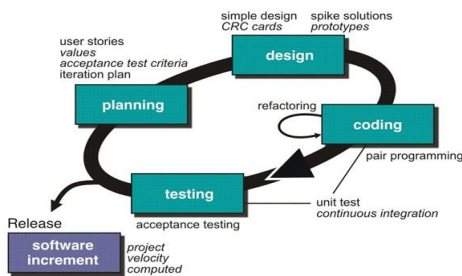 simple design
CRC cards
spike solutions
prototypes
user stories
values
acceptance test criteria
iteration plan
design
planning
refactoring
coding
pair programming
testing
unit test
continuous integration
acceptance testing
Release
software
increment
project
velocity
computed